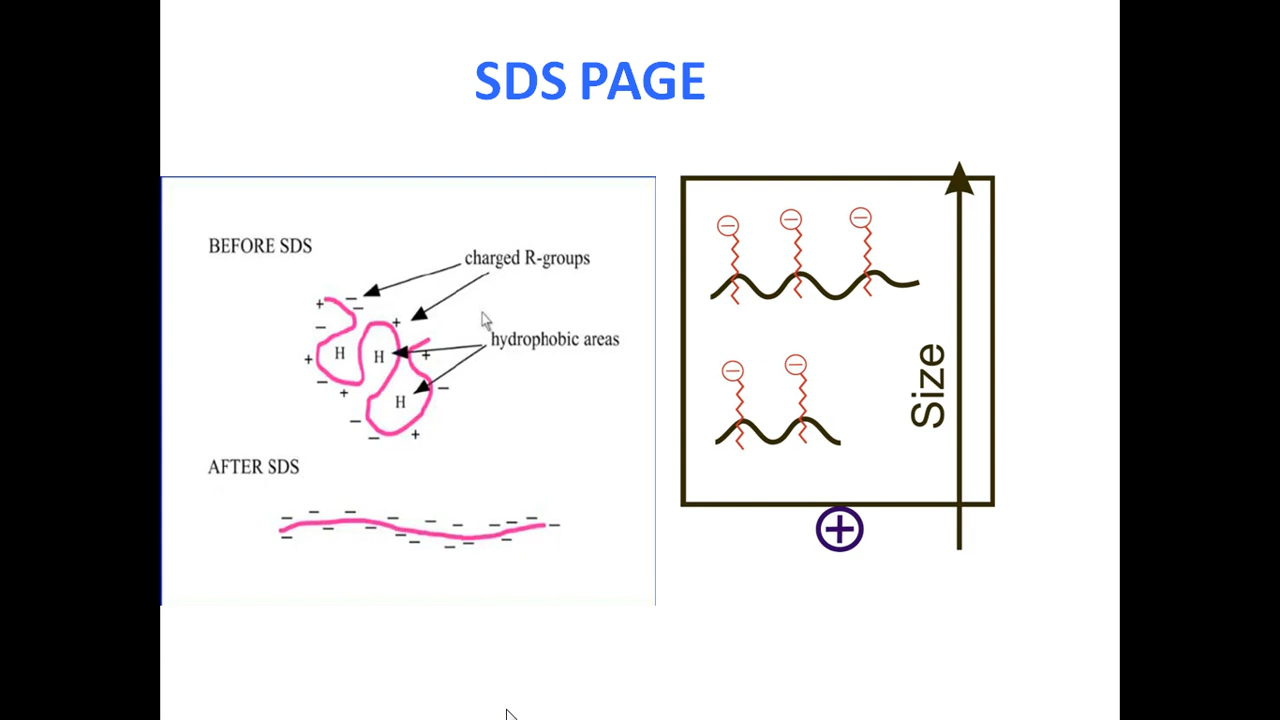 SDS PAGE
BEFORE SDS
charged R-groups
+
−
−
−
+
H
H
hydrophobic areas
+
+
−
+
−
H
−
−
+
AFTER SDS
− − − − − − − − − −
− − − − − − − −
− − −
− −
Size
+